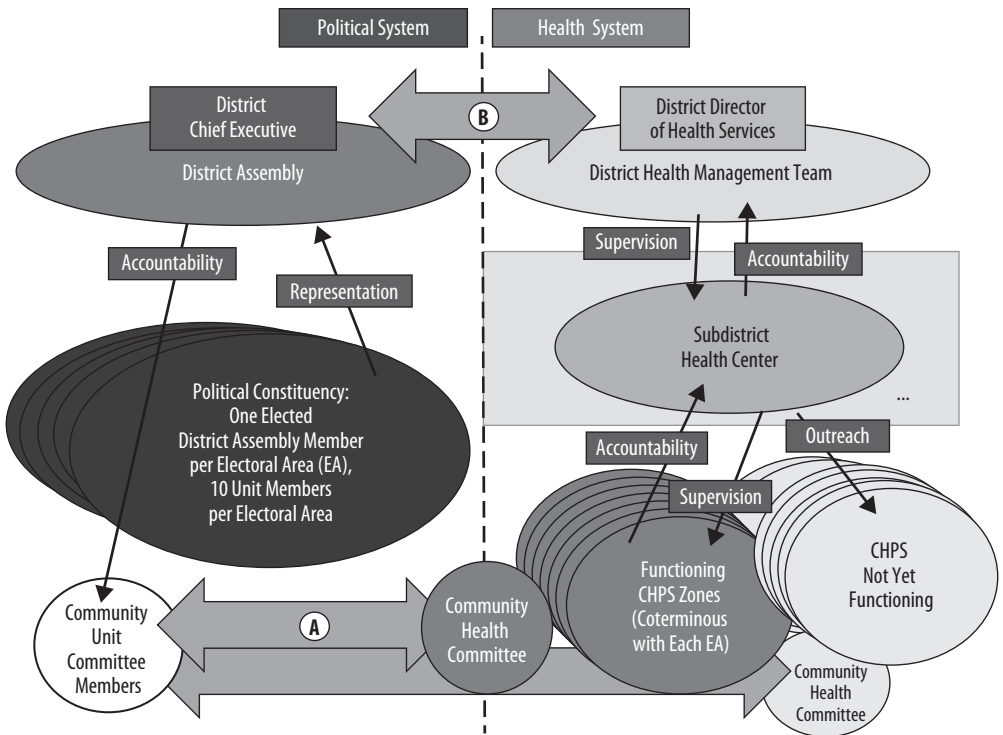 Political System
Health System
District
Chief Executive
District Assembly
B
District Director
of Health Services
District Health Management Team
Accountability
Representation
Supervision
Accountability
Political Constituency:
One Elected
District Assembly Member
per Electoral Area (EA),
10 Unit Members
per Electoral Area
Subdistrict
Health Center
...
Accountability
Supervision
Outreach
Functioning
CHPS Zones
(Coterminous
with Each EA)
CHPS
Not Yet
Functioning
Community
Unit
Committee
Members
A
Community
Health
Committee
Community
Health
Committee